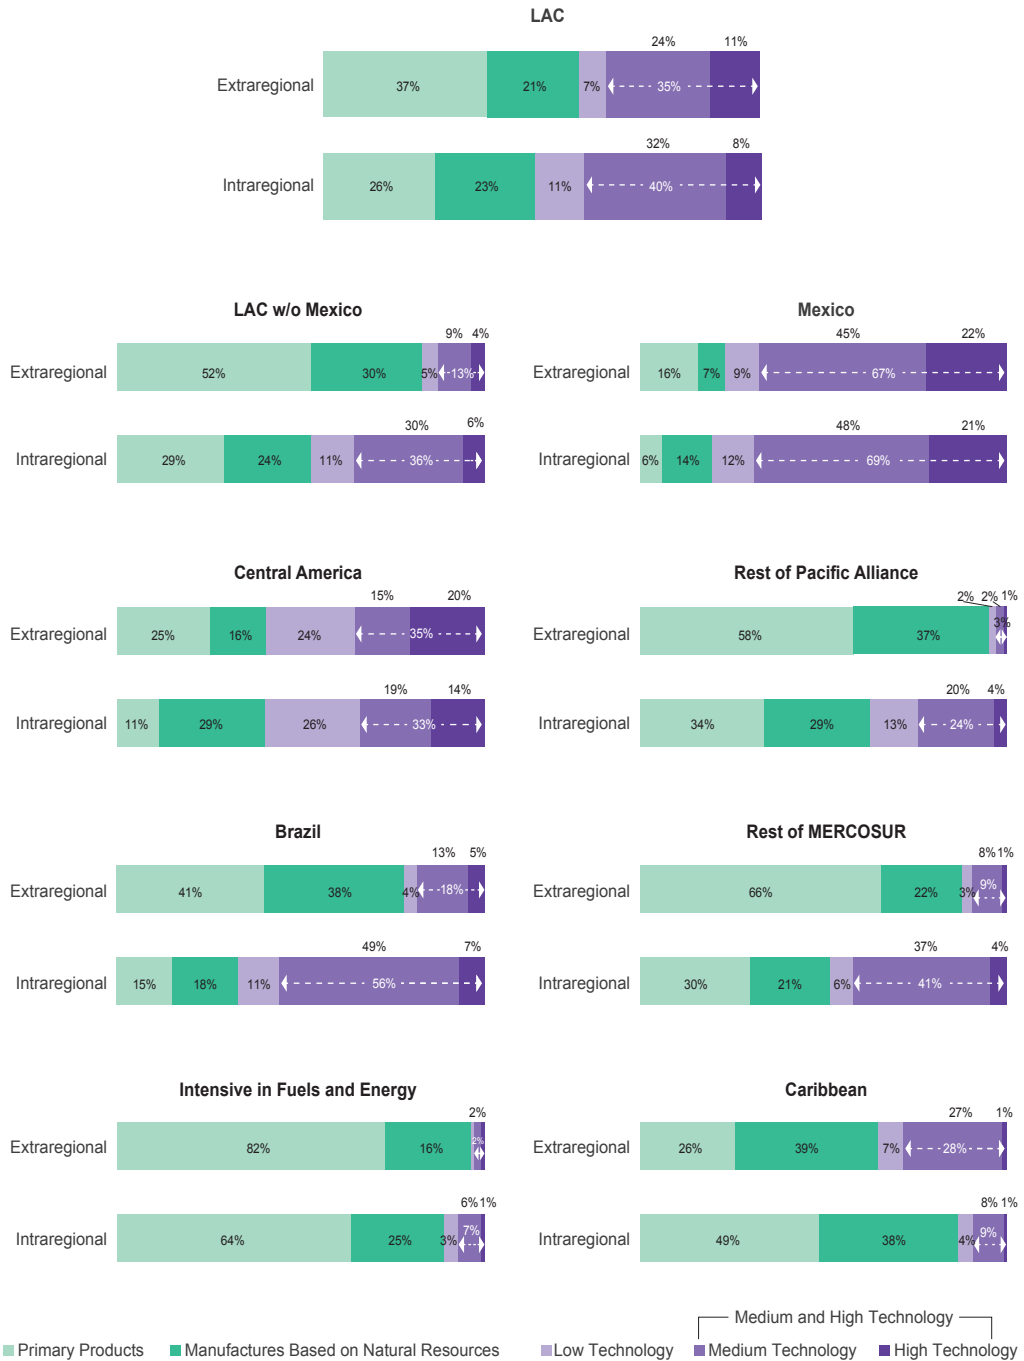 LAC
24% 11%
Extraregional 37% 21% 7% 35%
32% 8%
Intraregional 26% 23% 11% 40%
LAC w/o Mexico
9% 4%
Extraregional 52% 30% 5% 13%
30% 6%
Intraregional 29% 24% 11% 36%
Mexico
45% 22%
Extraregional 16% 7% 9% 67%
48% 21%
Intraregional 6% 14% 12% 69%
Central America
15% 20%
Extraregional 25% 16% 24% 35%
19% 14%
Intraregional 11% 29% 26% 33%
Rest of Pacific Alliance
2% 2% 1%
Extraregional 58% 37% 3%
20% 4%
Intraregional 34% 29% 13% 24%
Brazil
13% 5%
Extraregional 41% 38% 4% 18%
49% 7%
Intraregional 15% 18% 11% 56%
Rest of MERCOSUR
8% 1%
Extraregional 66% 22% 3% 9%
37% 4%
Intraregional 30% 21% 6% 41%
Intensive in Fuels and Energy
2%
Extraregional 82% 16% 2%
6% 1%
Intraregional 64% 25% 3% 7%
Caribbean
27% 1%
Extraregional 26% 39% 7% 28%
8% 1%
Intraregional 49% 38% 4% 9%
Medium and High Technology
Primary Products Manufactures Based on Natural Resources Low Technology Medium Technology High Technology